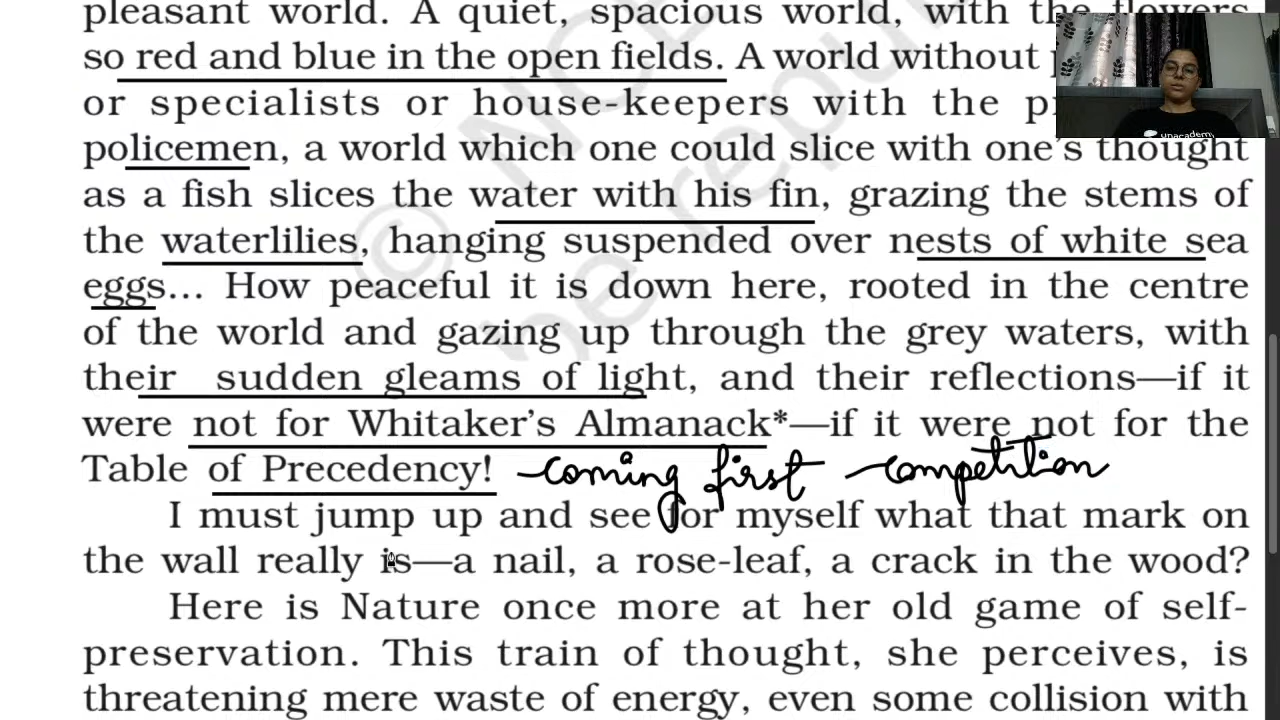 pleasant world. A quiet, spacious world, with the flowers
so red and blue in the open fields. A world without
or specialists or house-keepers with the
policemen, a world which one could slice with one's thought
as a fish slices the water with his fin, grazing the stems of
the waterlilies, hanging suspended over nests of white sea
eggs... How peaceful it is down here, rooted in the centre
of the world and gazing up through the grey waters, with
their sudden gleams of light, and their reflections—if it
were not for Whitaker's Almanack*—if it were not for the
Table of Precedency! coming first competition
I must jump up and see for myself what that mark on
the wall really is—a nail, a rose-leaf, a crack in the wood?
Here is Nature once more at her old game of self-
preservation. This train of thought, she perceives, is
threatening mere waste of energy, even some collision with
unacademy